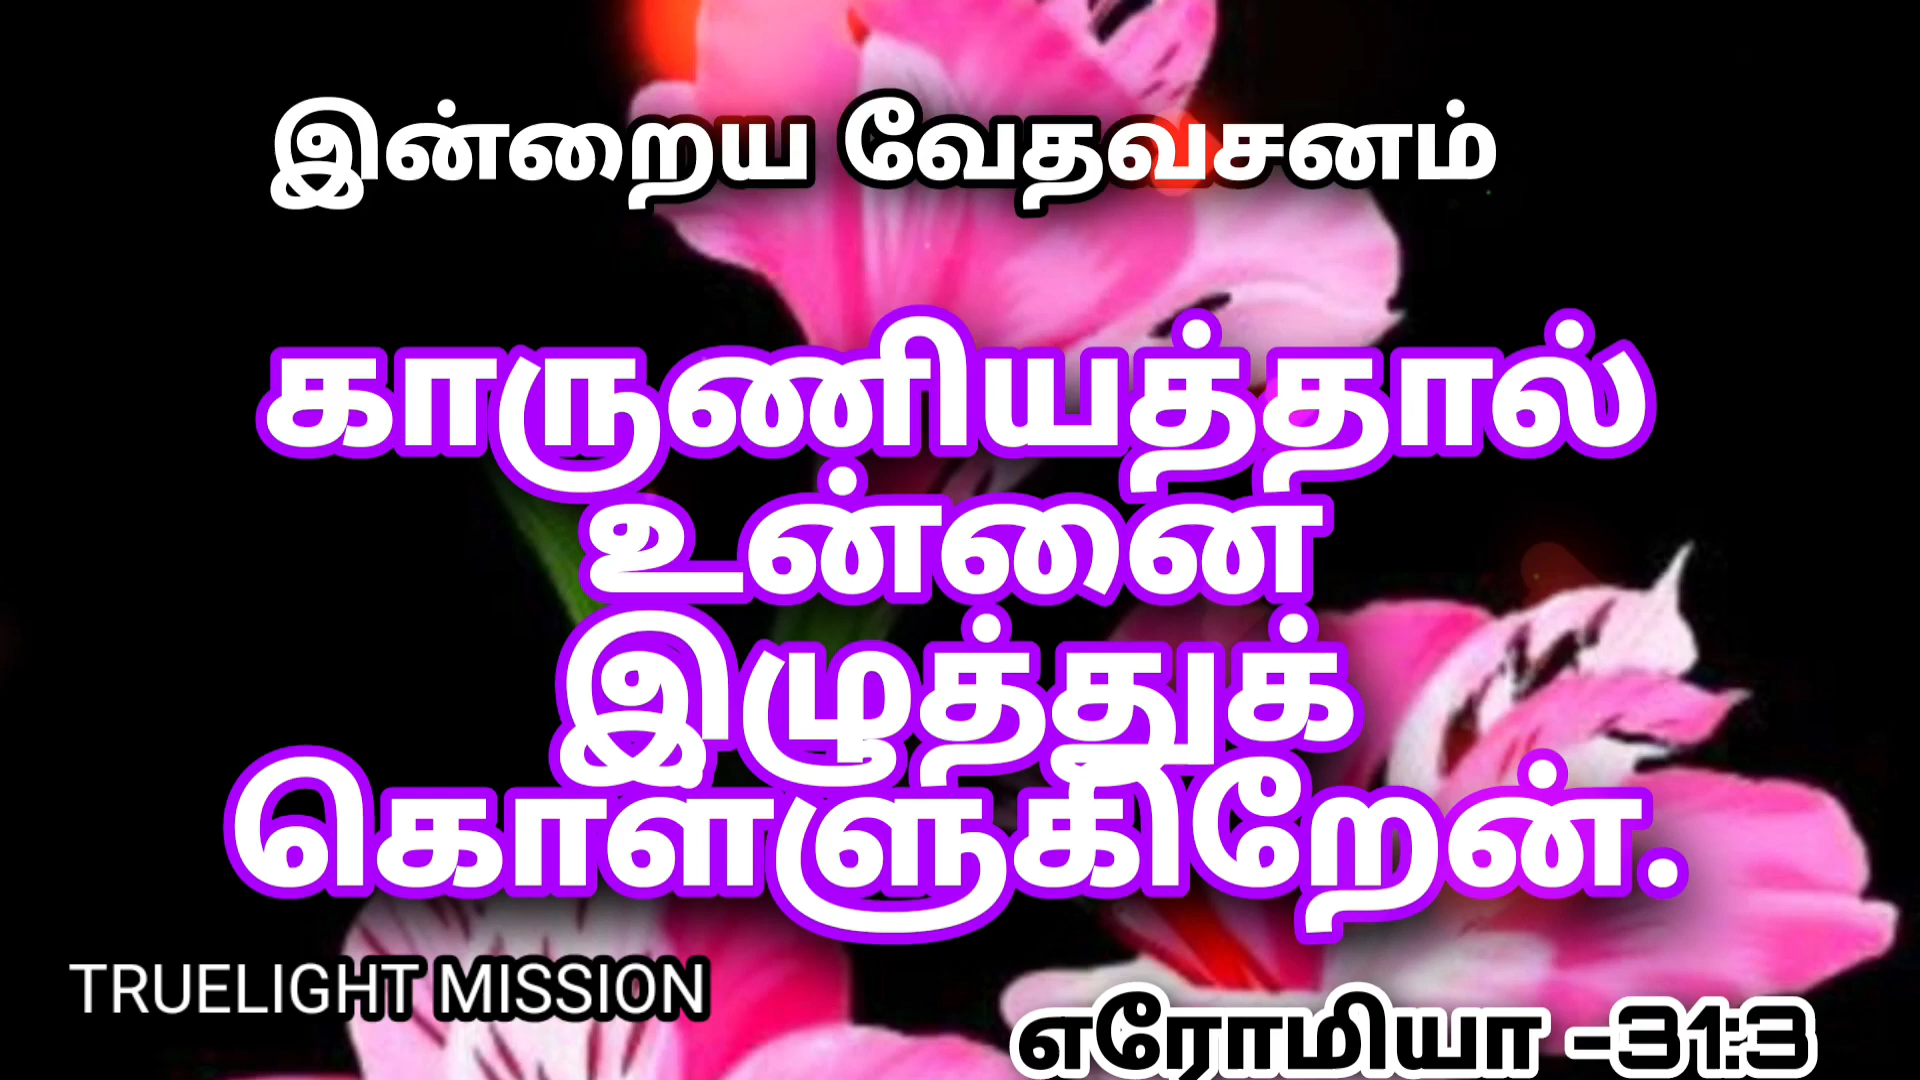 இன்றைய வேதவசனம்
காருணியத்தால்
உன்னை
இழுத்துக்
கொள்ளுகிறேன்.
TRUELIGHT MISSION
எரோமியா -31:3